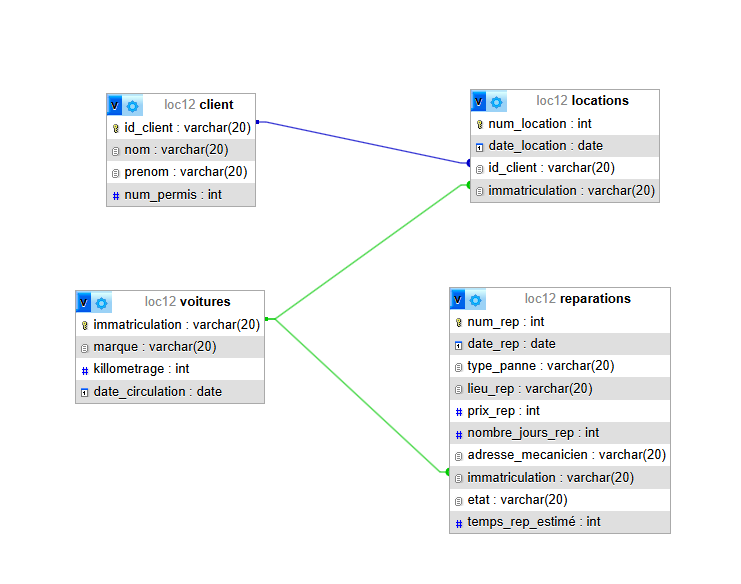 loc12 client
id_client : varchar(20)
nom : varchar(20)
prenom : varchar(20)
# num_permis : int
loc12 locations
num_location : int
date_location : date
id_client : varchar(20)
immatriculation : varchar(20)
loc12 voitures
immatriculation : varchar(20)
marque : varchar(20)
# killometrage : int
date_circulation : date
loc12 reparations
num_rep : int
date_rep : date
type_panne : varchar(20)
lieu_rep : varchar(20)
# prix_rep : int
# nombre_jours_rep : int
adresse_mecanicien : varchar(20)
immatriculation : varchar(20)
etat : varchar(20)
# temps_rep_estimé : int